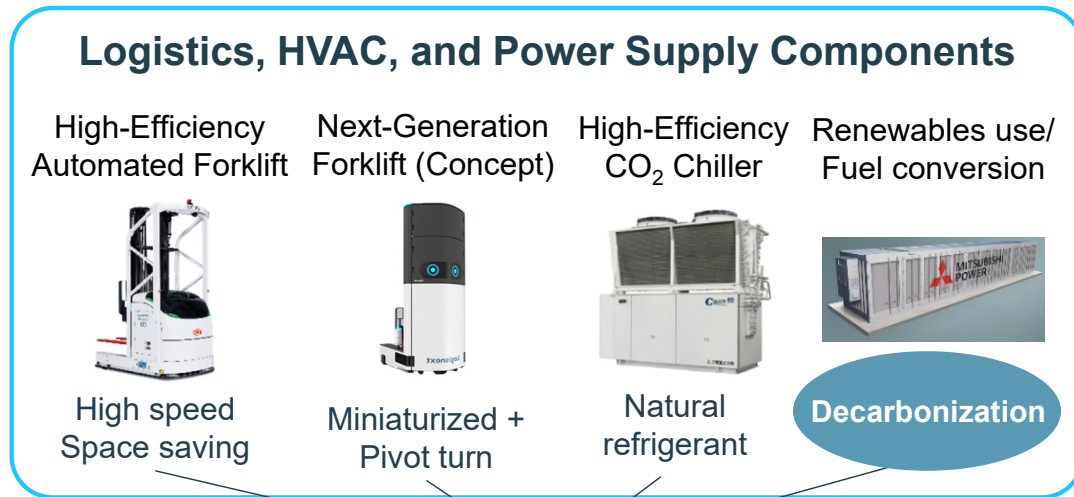 Logistics, HVAC, and Power Supply Components
High-Efficiency
Automated Forklift
Next-Generation
Forklift (Concept)
High-Efficiency
CO₂ Chiller
Renewables use/
Fuel conversion
Logisnext
MITSUBISHI
POWER
High speed
Space saving
Miniaturized +
Pivot turn
Natural
refrigerant
Decarbonization